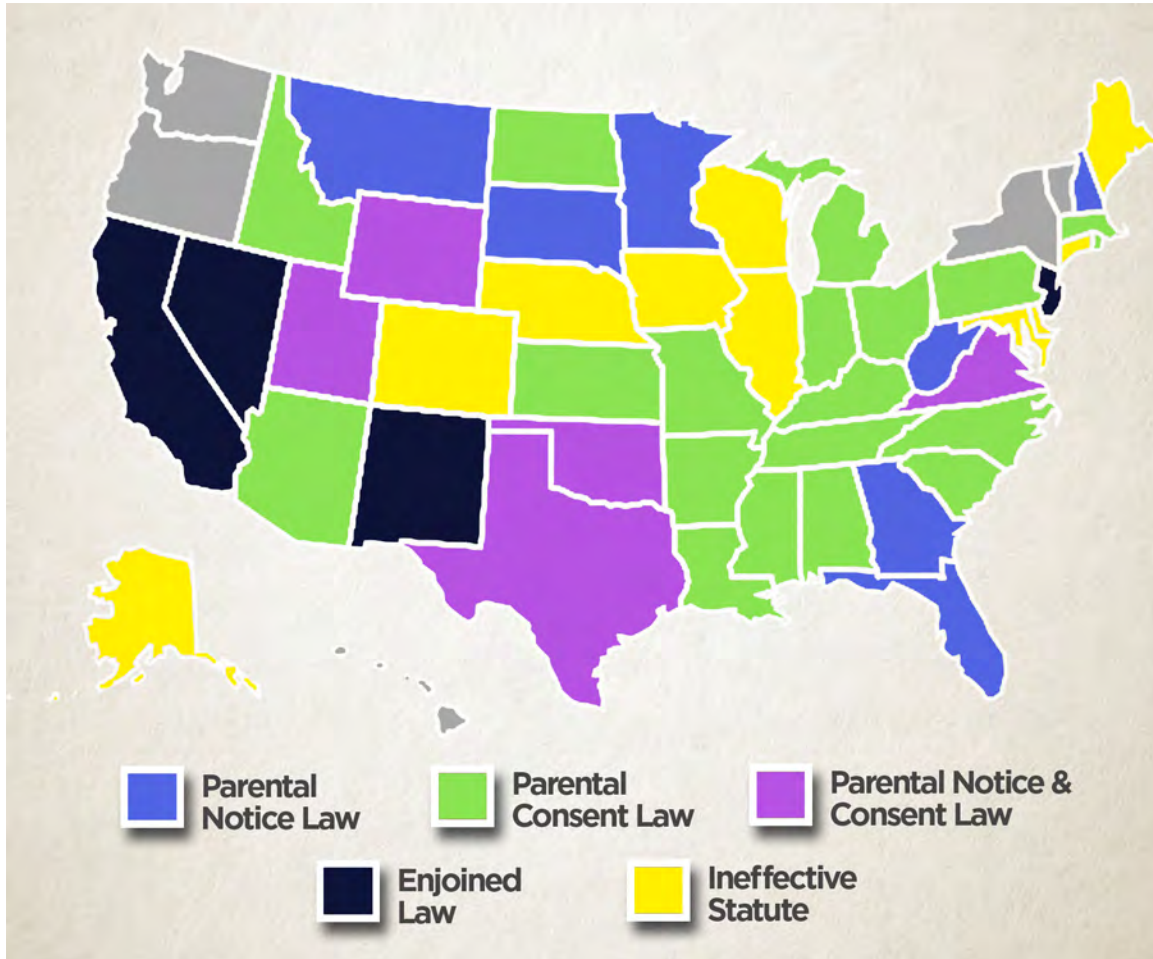 Parental
Notice Law
Parental
Consent Law
Parental Notice &
Consent Law
Enjoined
Law
Ineffective
Statute